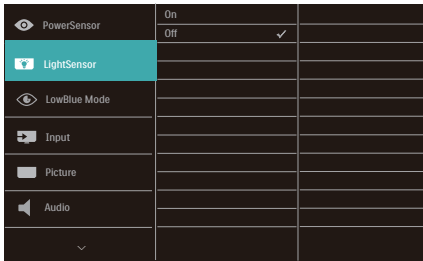 PowerSensor
On
Off
LightSensor
LowBlue Mode
Input
Picture
Audio